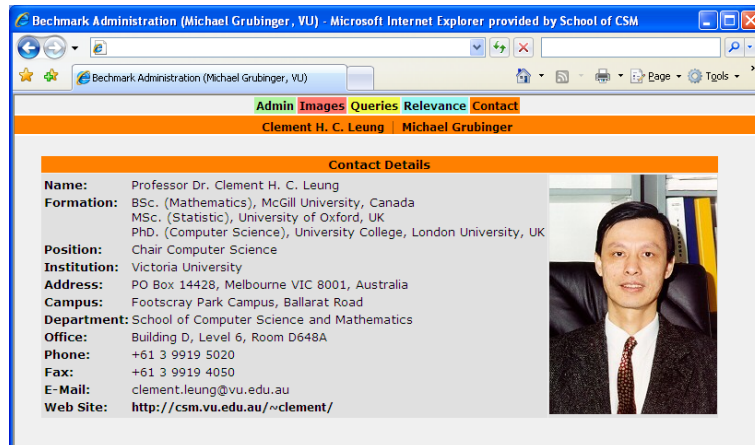 Bechmark Administration (Michael Grubinger, VU) - Microsoft Internet Explorer provided by School of CSM
Bechmark Administration (Michael Grubinger, VU)
Page
Tools
Admin Images Queries Relevance Contact
Clement H. C. Leung | Michael Grubinger
Contact Details
Name: Professor Dr. Clement H. C. Leung
Formation: BSc. (Mathematics), McGill University, Canada
MSc. (Statistic), University of Oxford, UK
PhD. (Computer Science), University College, London University, UK
Position: Chair Computer Science
Institution: Victoria University
Address: PO Box 14428, Melbourne VIC 8001, Australia
Campus: Footscray Park Campus, Ballarat Road
Department: School of Computer Science and Mathematics
Office: Building D, Level 6, Room D648A
Phone: +61 3 9919 5020
Fax: +61 3 9919 4050
E-Mail: clement.leung@vu.edu.au
Web Site: http://csm.vu.edu.au/~clement/